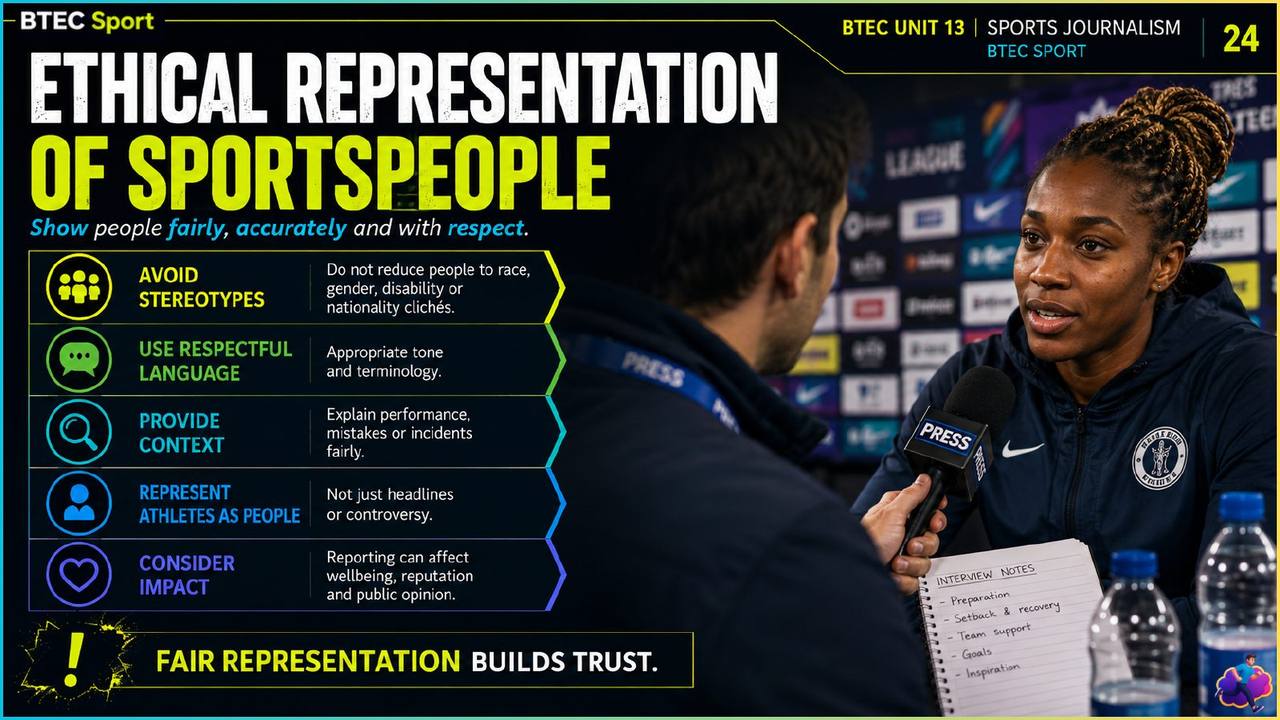 BTEC Sport
BTEC UNIT 13 | SPORTS JOURNALISM
BTEC SPORT
24
ETHICAL REPRESENTATION
OF SPORTSPEOPLE
Show people fairly, accurately and with respect.
AVOID
STEREOTYPES
Do not reduce people to race,
gender, disability or
nationality clichés.
USE RESPECTFUL
LANGUAGE
Appropriate tone
and terminology.
PROVIDE
CONTEXT
Explain performance,
mistakes or incidents
fairly.
REPRESENT
ATHLETES AS PEOPLE
Not just headlines
or controversy.
CONSIDER
IMPACT
Reporting can affect
wellbeing, reputation
and public opinion.
! FAIR REPRESENTATION BUILDS TRUST.
LEAGUE
PRESS
PRESS
PRESS
INTERVIEW NOTES
- Preparation
- Setback & recovery
- Team support
- Goals
- Inspiration